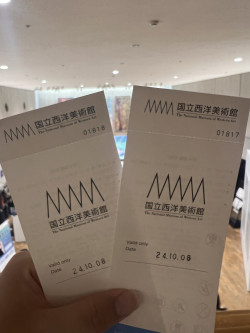 国立西洋美術館
The National Museum of Western Art
01818
国立西洋美術館
The National Museum of Western Art
Date
24.10.08
国立西洋美術館
The National Museum of Western Art
01817
国立西洋美術館
The National Museum of Western Art
Date
24.10.08